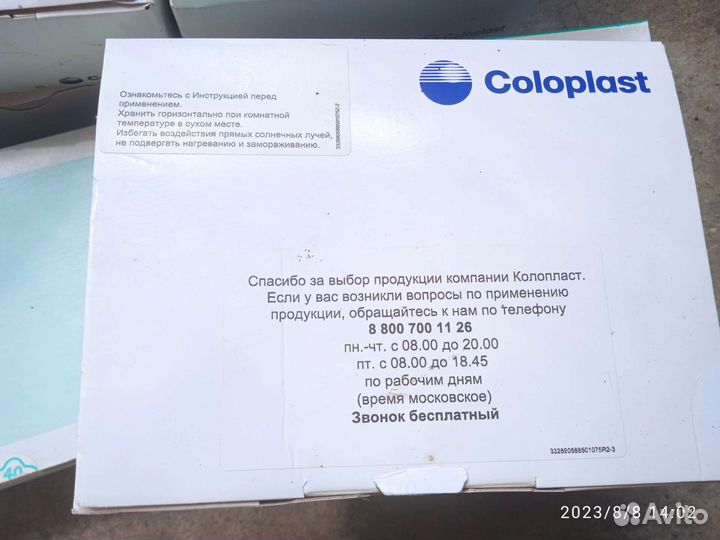 Ознакомьтесь с Инструкцией перед
применением.
Хранить горизонтально при комнатной
температуре в сухом месте.
Избегать воздействия прямых солнечных лучей,
не подвергать нагреванию и замораживанию.
Coloplast
Спасибо за выбор продукции компании Колопласт.
Если у вас возникли вопросы по применению
продукции, обращайтесь к нам по телефону
8 800 700 11 26
пн.-чт. с 08.00 до 20.00
пт. с 08.00 до 18.45
по рабочим дням
(время московское)
Звонок бесплатный
332690588501075R2-3
40
2023/8/8 14:02
Avito